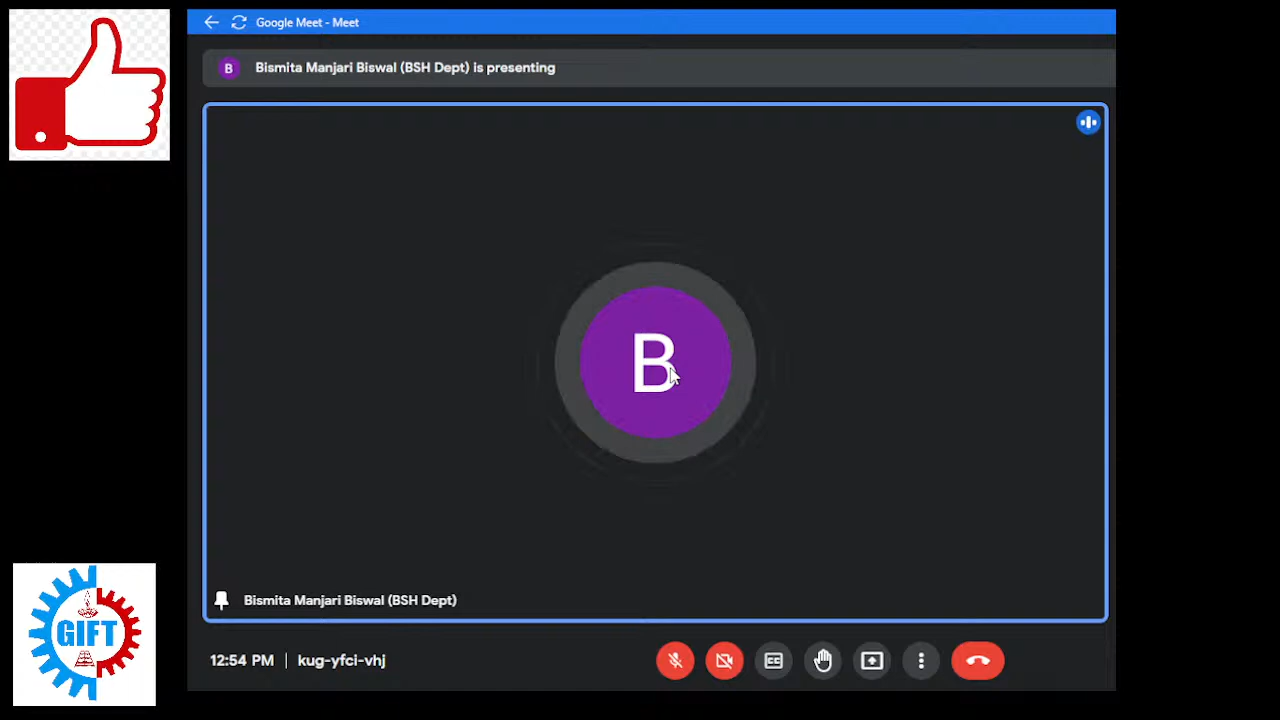 Google Meet - Meet
B
Bismita Manjari Biswal (BSH Dept) is presenting
B
Bismita Manjari Biswal (BSH Dept)
GIFT
12:54 PM | kug-yfci-vhj
CC